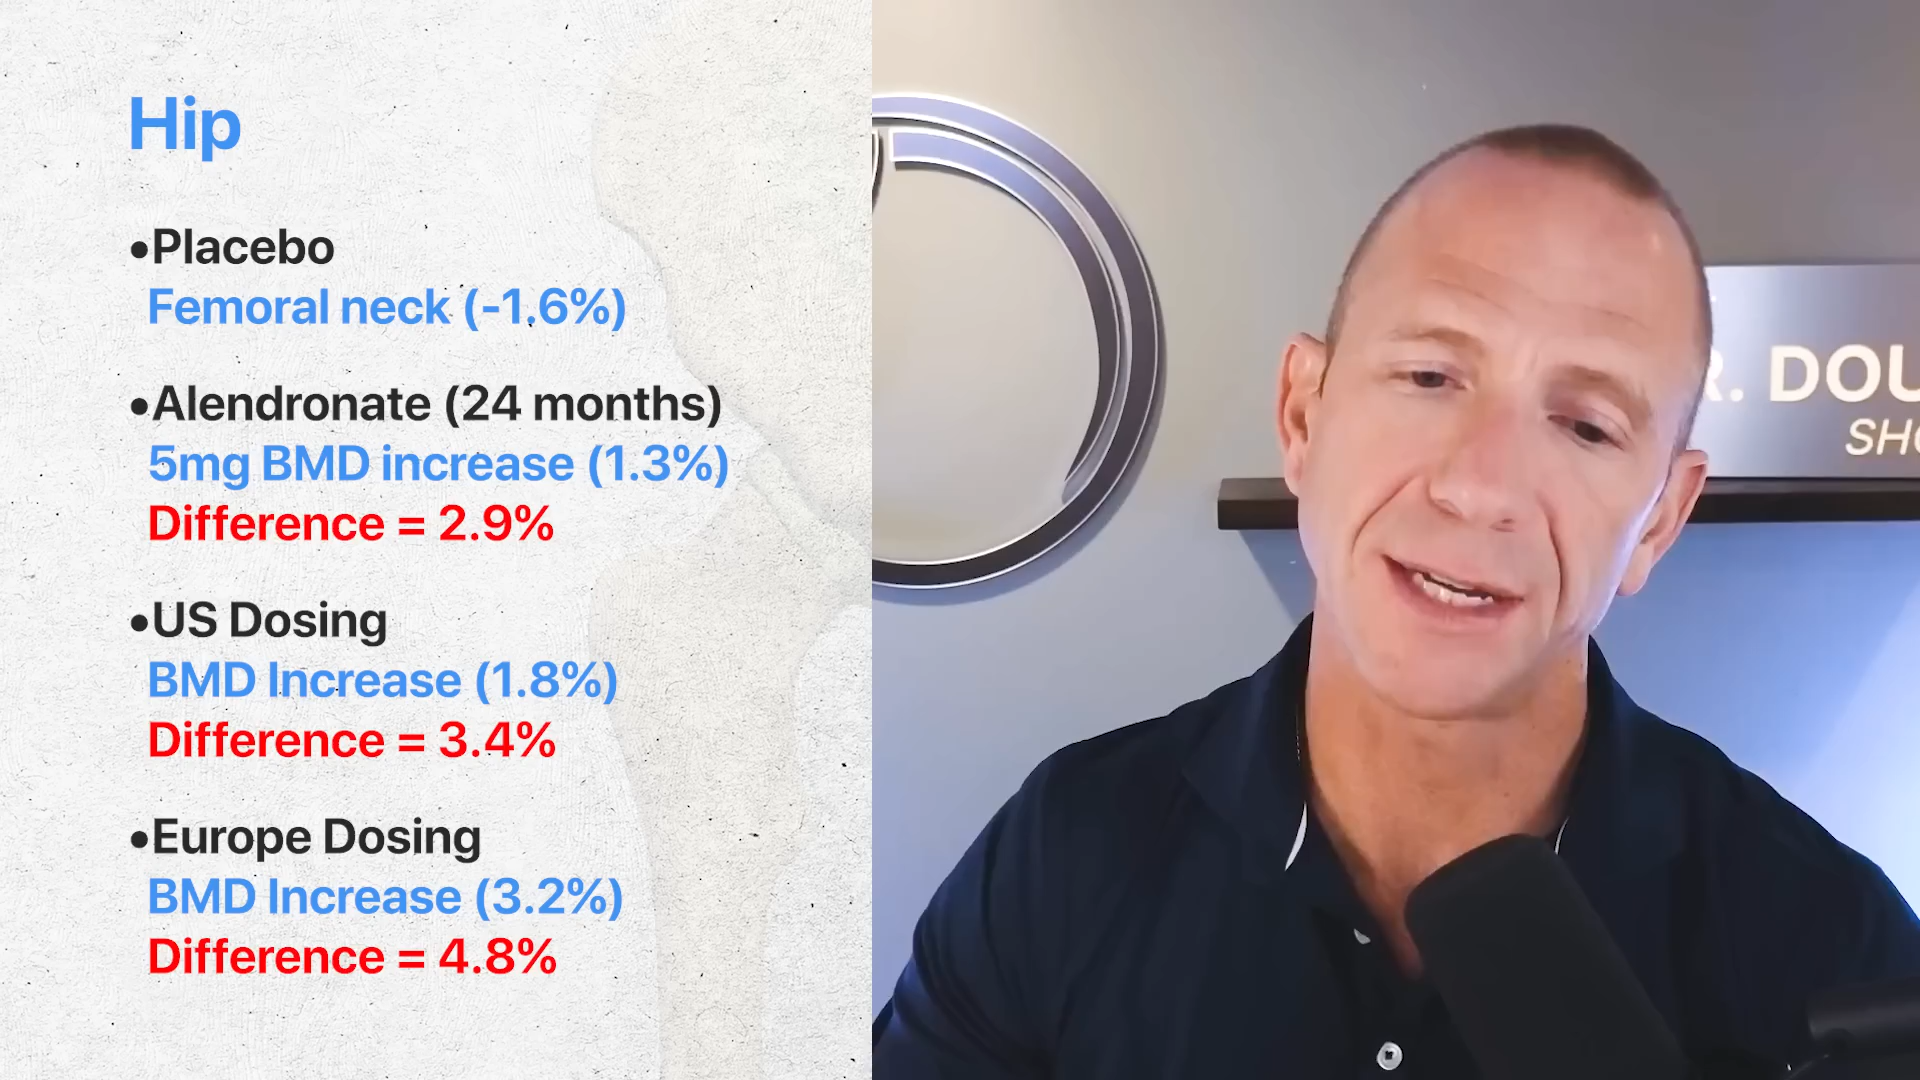 Hip
•Placebo
Femoral neck (-1.6%)
•Alendronate (24 months)
5mg BMD increase (1.3%)
Difference = 2.9%
•US Dosing
BMD Increase (1.8%)
Difference = 3.4%
•Europe Dosing
BMD Increase (3.2%)
Difference = 4.8%